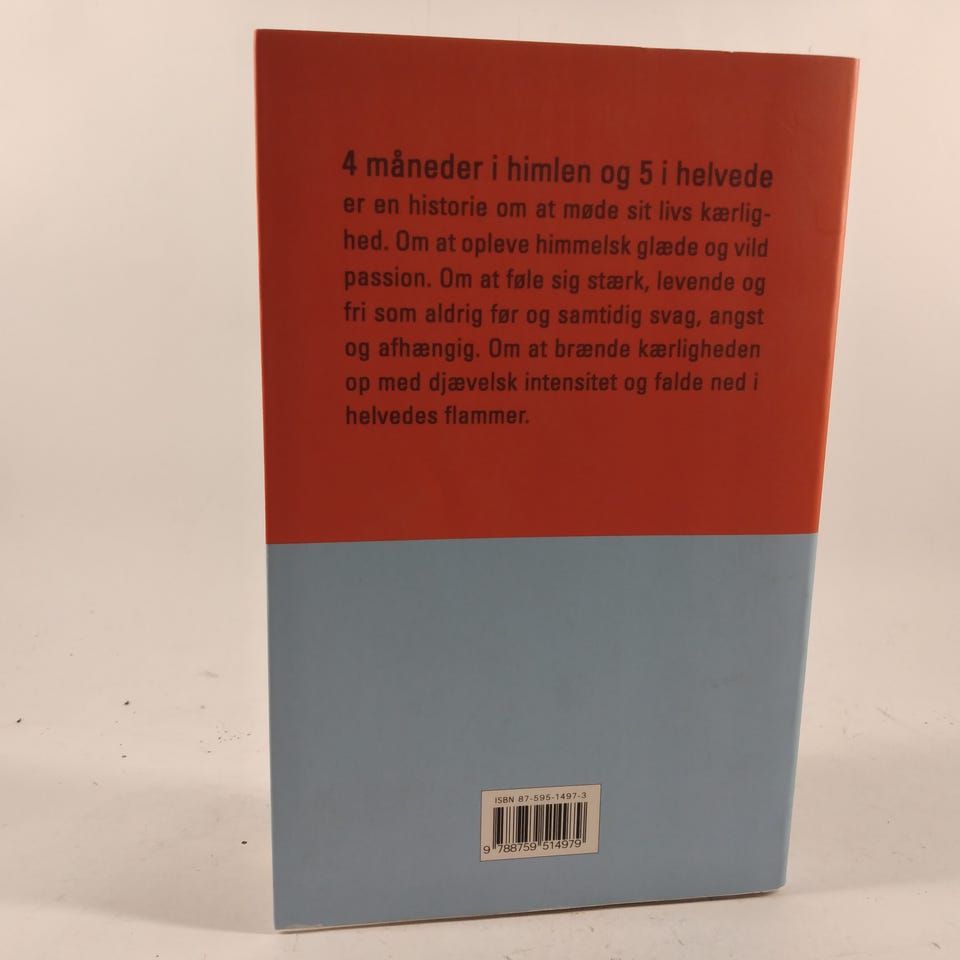 4 måneder i himlen og 5 i helvede
er en historie om at møde sit livs kærlig-
hed. Om at opleve himmelsk glæde og vild
passion. Om at føle sig stærk, levende og
fri som aldrig før og samtidig svag, angst
og afhængig. Om at brænde kærligheden
op med djævelsk intensitet og falde ned i
helvedes flammer.
ISBN 87-595-1497-3
9 788759 514979